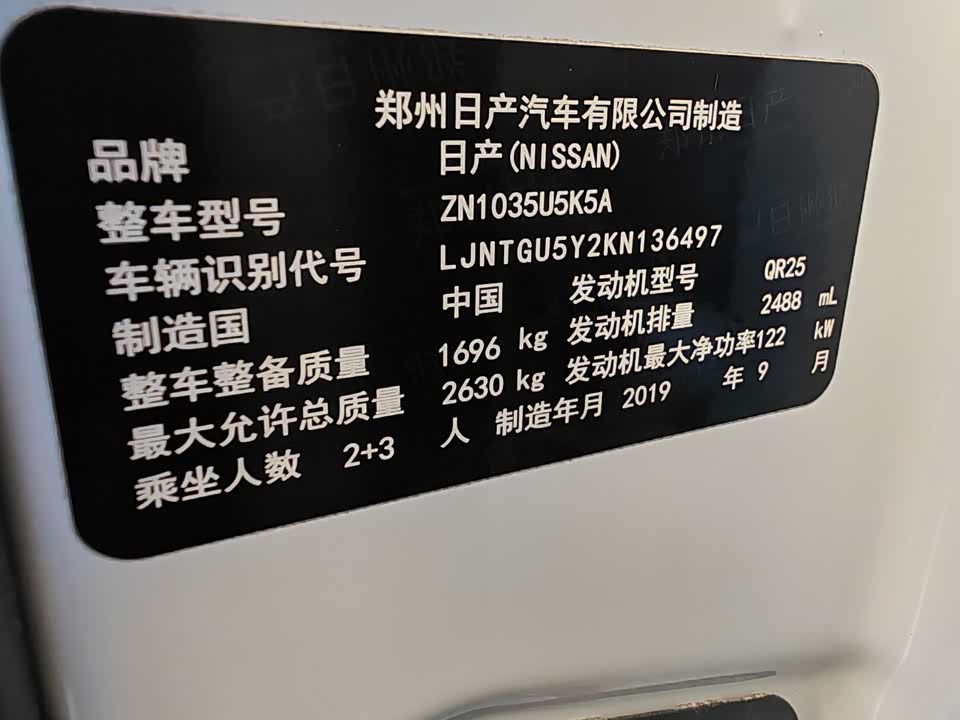 郑州日产汽车有限公司制造
品牌 日产(NISSAN)
整车型号 ZN1035U5K5A
车辆识别代号 LJNTGU5Y2KN136497
制造国 中国 发动机型号 QR25
整车整备质量 1696 kg 发动机排量 2488 mL
最大允许总质量 2630 kg 发动机最大净功率122 kW
乘坐人数 2+3 人 制造年月 2019 年 9 月